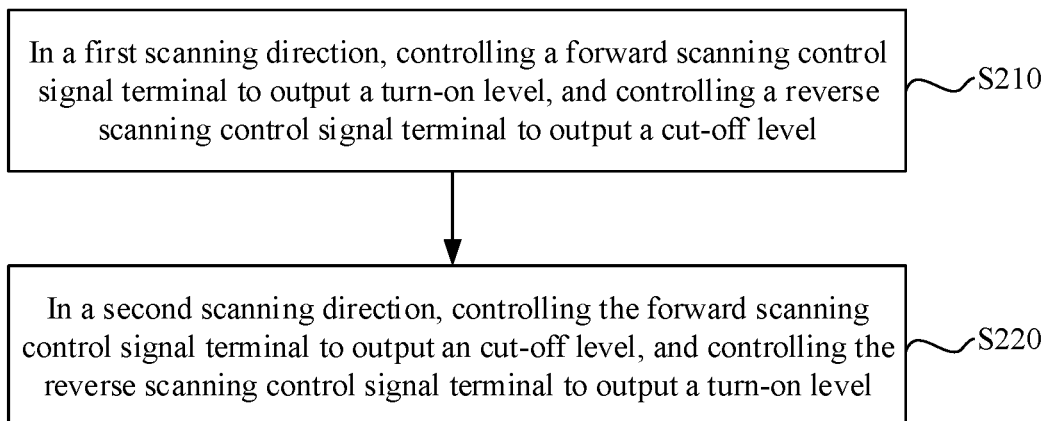 In a first scanning direction, controlling a forward scanning control
signal terminal to output a turn-on level, and controlling a reverse
scanning control signal terminal to output a cut-off level
S210
In a second scanning direction, controlling the forward scanning
control signal terminal to output an cut-off level, and controlling the
reverse scanning control signal terminal to output a turn-on level
S220